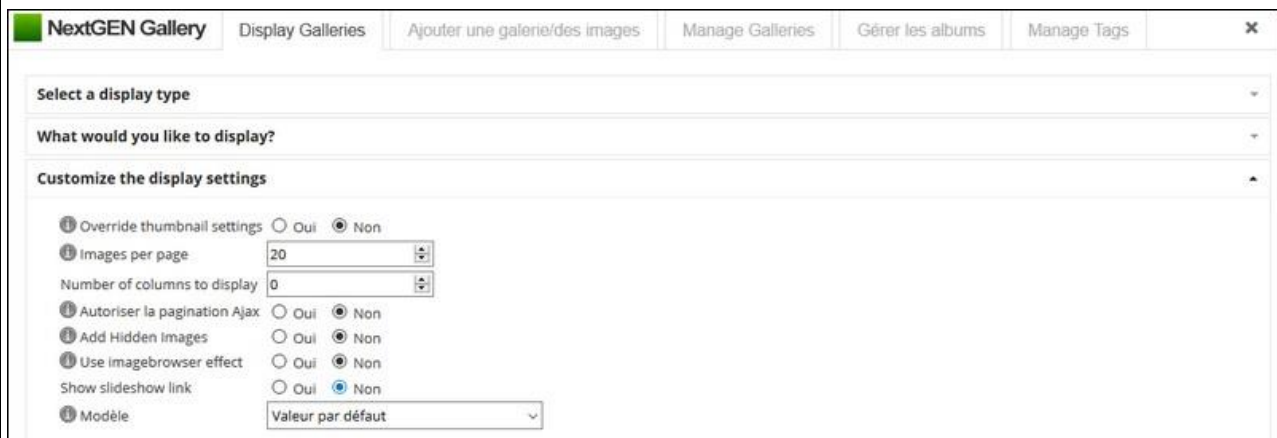 NextGEN Gallery Display Galleries Ajouter une galerie/des images Manage Galleries Gérer les albums Manage Tags
Select a display type
What would you like to display?
Customize the display settings
Override thumbnail settings Oui Non
Images per page 20
Number of columns to display 0
Autoriser la pagination Ajax Oui Non
Add Hidden Images Oui Non
Use imagebrowser effect Oui Non
Show slideshow link Oui Non
Modèle Valeur par défaut